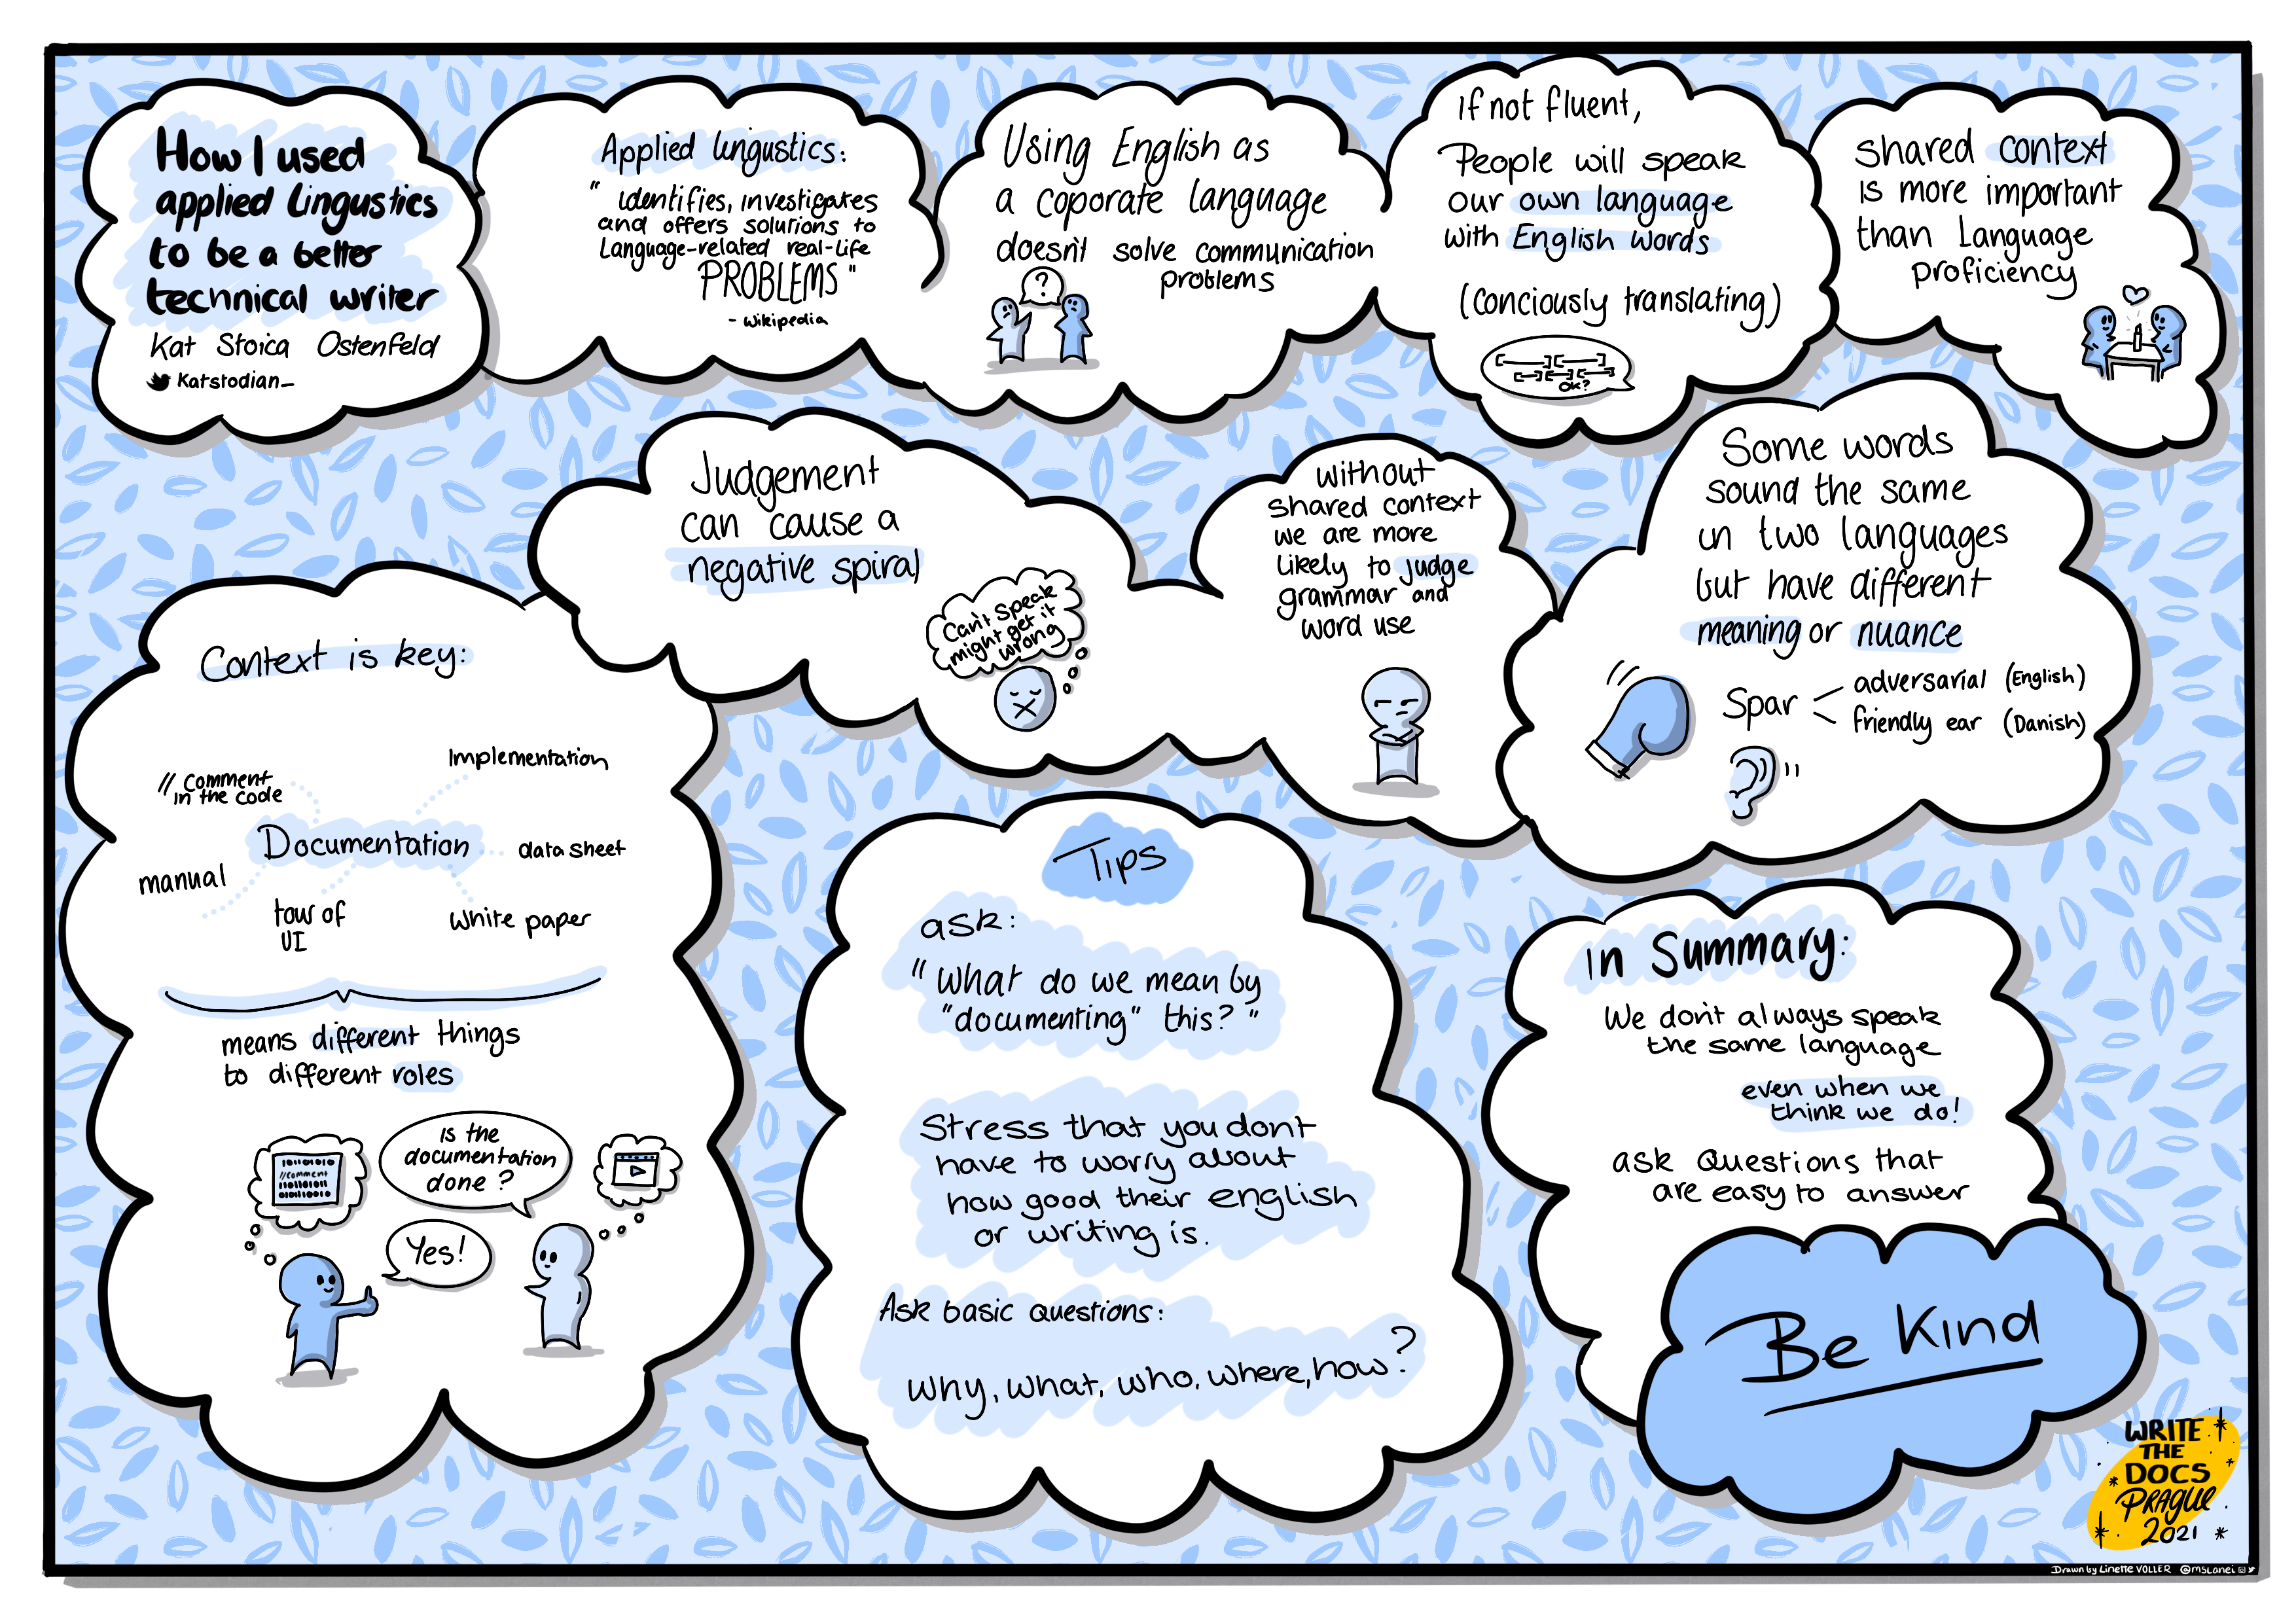 How I used
applied Lingustics
to be a better
technical writer
Kat Stoica Ostenfeld
Katstodian_
Applied lingustics:
"identifies, investigates
and offers solutions to
Language-related real-life
PROBLEMS"
- Wikipedia
Using English as
a coporate language
doesn't solve communication
problems
?
If not fluent,
People will speak
our own language
with English words
(conciously translating)
OK?
Shared context
is more important
than Language
proficiency
Judgement
can cause a
negative spiral
Can't speak
might get it
wrong
without
shared context
we are more
likely to judge
grammar and
word use
Some words
sound the same
in two languages
but have different
meaning or nuance
Spar
adversarial (English)
friendly ear (Danish)
Context is key:
// comment
in the code
Implementation
Documentation
data sheet
manual
tour of
UI
White paper
means different things
to different roles
//comment
is the
documentation
done?
Yes!
Tips
ask:
"What do we mean by
"documenting" this?"
Stress that you dont
have to worry about
how good their english
or writing is.
Ask basic questions:
Why, what, who, where, how?
In Summary:
We don't always speak
the same language
even when we
think we do!
ask Questions that
are easy to answer
Be Kind
WRITE
THE
DOCS
PRAGUE
2021
Drawn by Linette VOLLER @mslanei